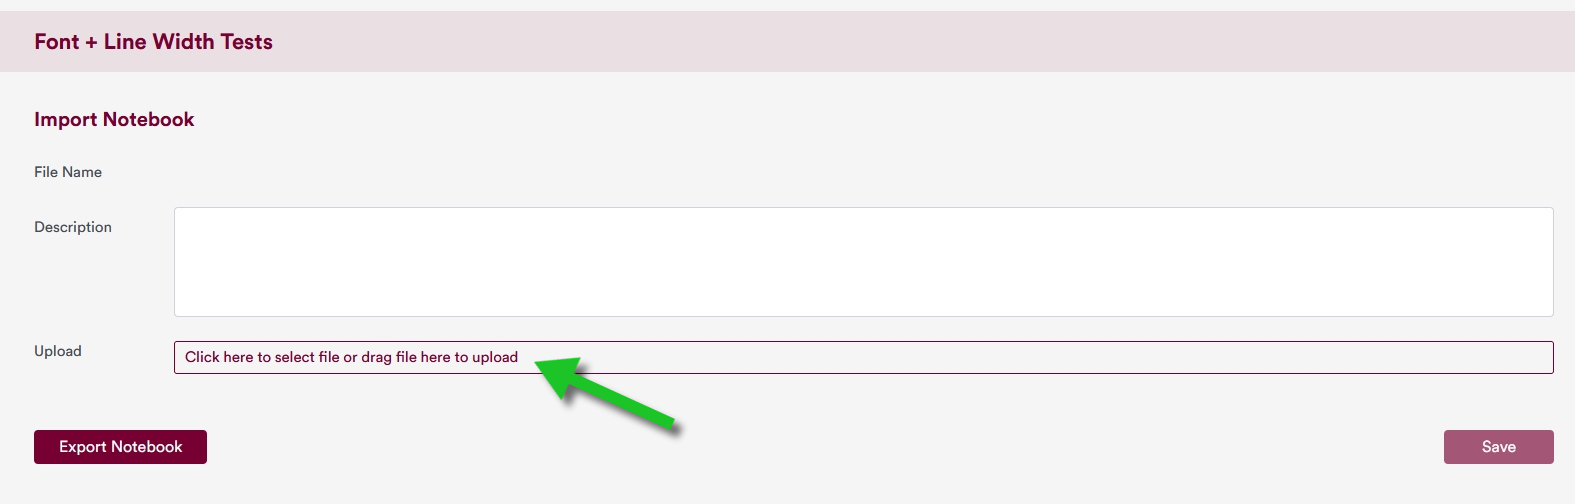 Font + Line Width Tests
Import Notebook
File Name
Description
Upload
Click here to select file or drag file here to upload
Export Notebook
Save